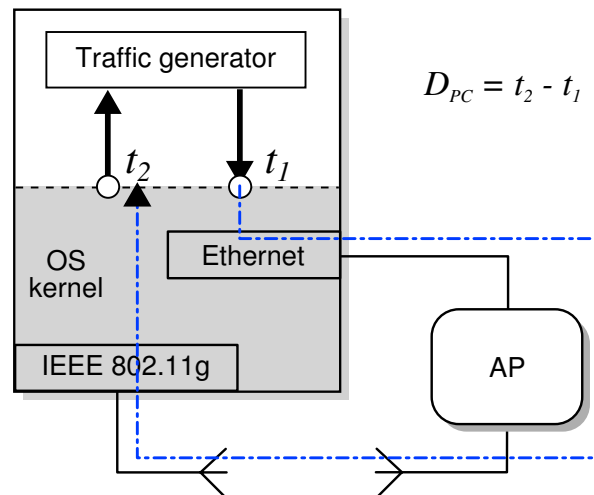 Traffic generator
D_PC = t_2 - t_1
t_2
t_1
Ethernet
OS
kernel
IEEE 802.11g
AP